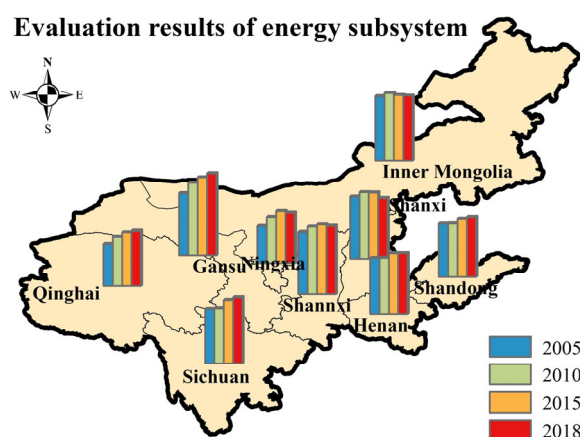 Evaluation results of energy subsystem
N
W E
S
Inner Mongolia
Shanxi
Gansu
Ningxia
Qinghai
Shannxi
Shandong
Henan
Sichuan
2005
2010
2015
2018